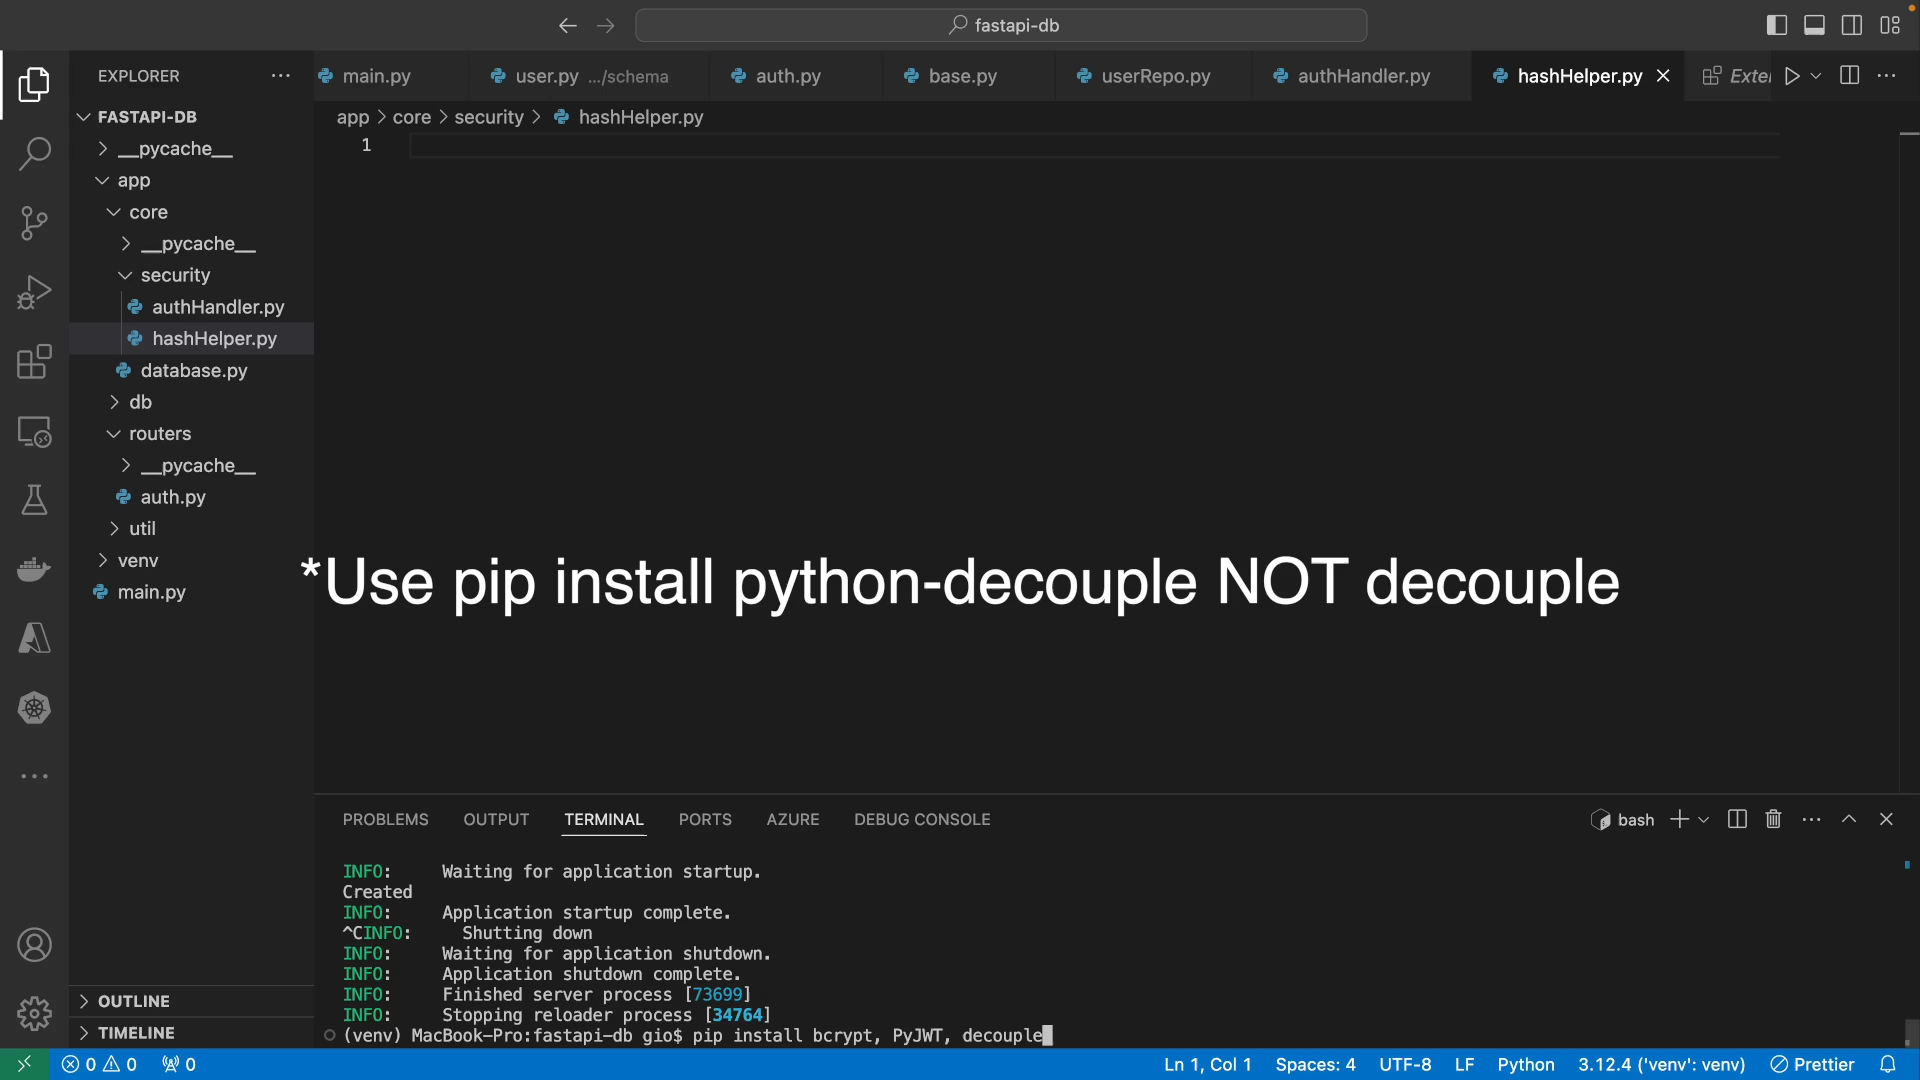 fastapi-db
EXPLORER
main.py
user.py .../schema
auth.py
base.py
userRepo.py
authHandler.py
hashHelper.py
Exte
app > core > security > hashHelper.py
1
FASTAPI-DB
__pycache__
app
core
__pycache__
security
authHandler.py
hashHelper.py
database.py
db
routers
__pycache__
auth.py
util
venv
main.py
*Use pip install python-decouple NOT decouple
PROBLEMS OUTPUT TERMINAL PORTS AZURE DEBUG CONSOLE
bash
INFO: Waiting for application startup.
Created
INFO: Application startup complete.
^CINFO: Shutting down
INFO: Waiting for application shutdown.
INFO: Application shutdown complete.
INFO: Finished server process [73699]
INFO: Stopping reloader process [34764]
(venv) MacBook-Pro:fastapi-db gio$ pip install bcrypt, PyJWT, decouple
OUTLINE
TIMELINE
0 0 0
Ln 1, Col 1 Spaces: 4 UTF-8 LF Python 3.12.4 ('venv': venv) Prettier